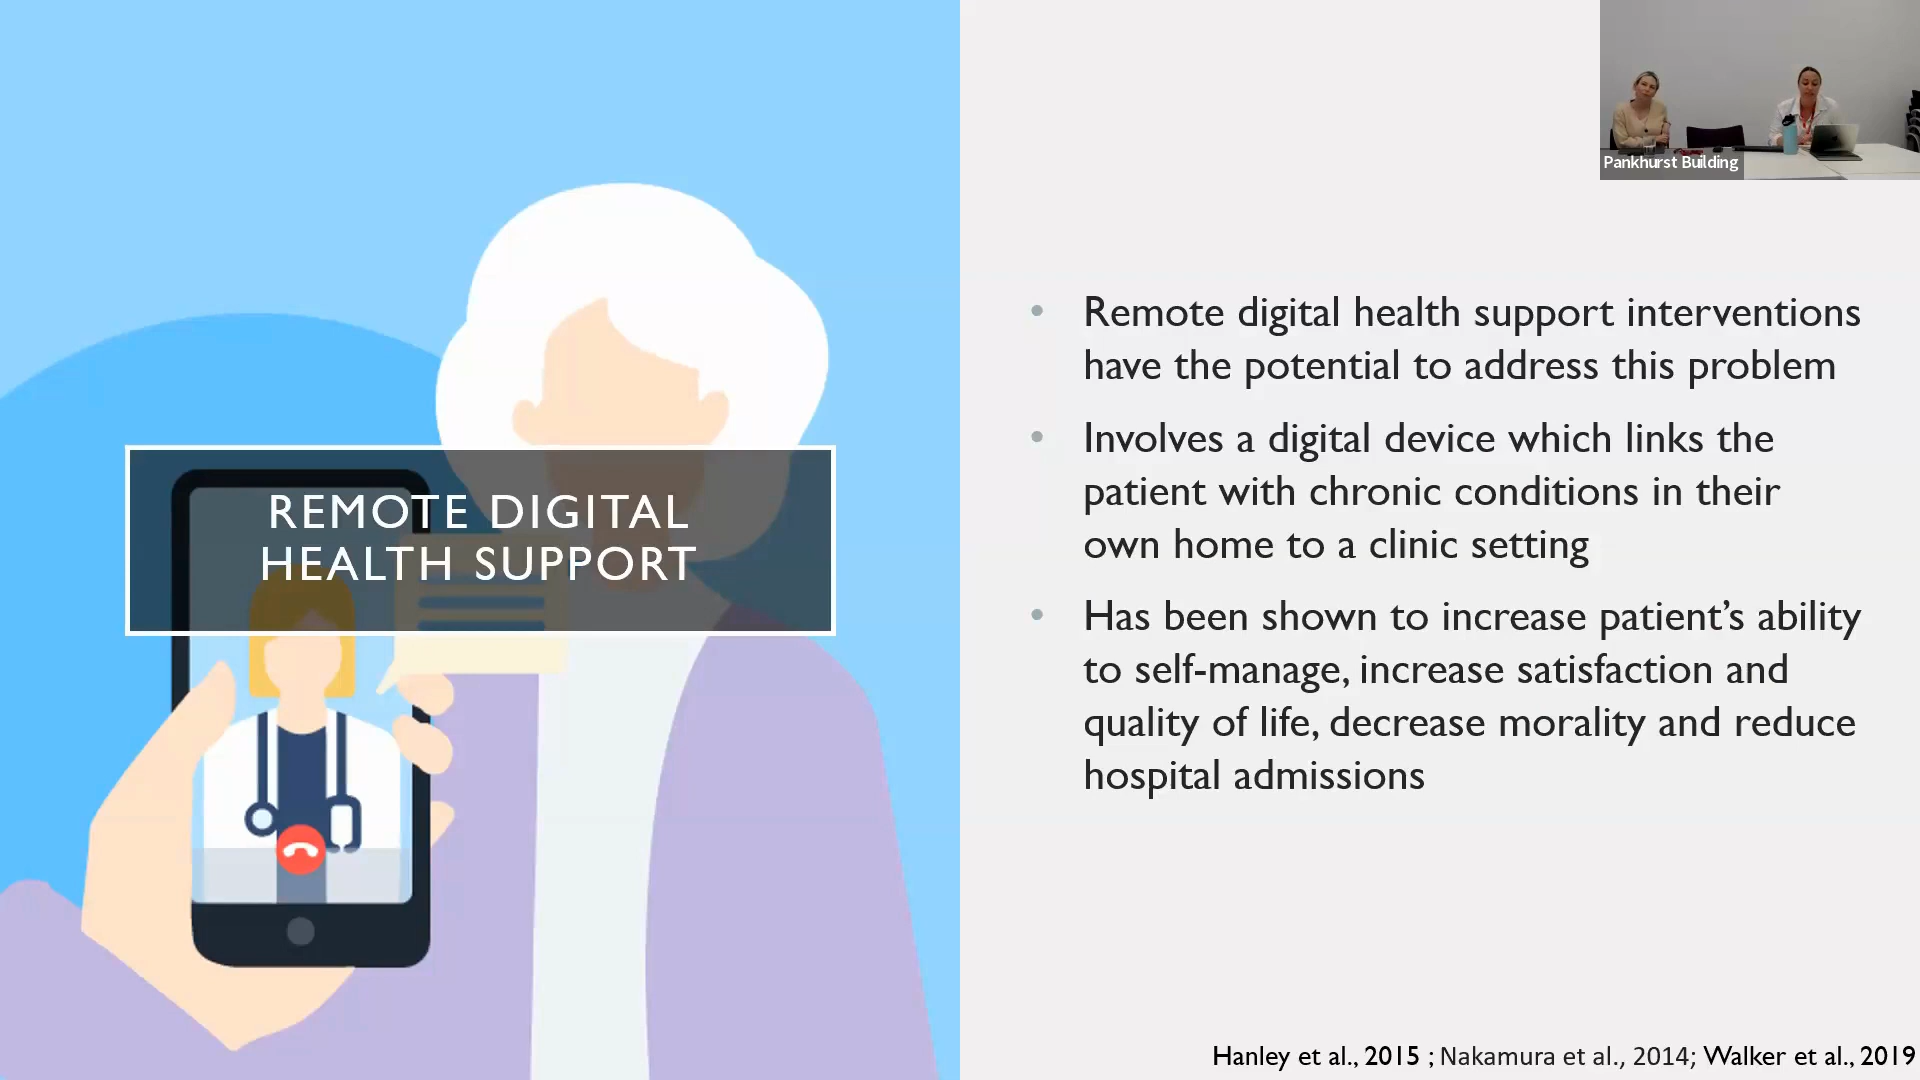 REMOTE DIGITAL
HEALTH SUPPORT
Pankhurst Building
• Remote digital health support interventions
have the potential to address this problem
• Involves a digital device which links the
patient with chronic conditions in their
own home to a clinic setting
• Has been shown to increase patient’s ability
to self-manage, increase satisfaction and
quality of life, decrease morality and reduce
hospital admissions
Hanley et al., 2015 ; Nakamura et al., 2014; Walker et al., 2019